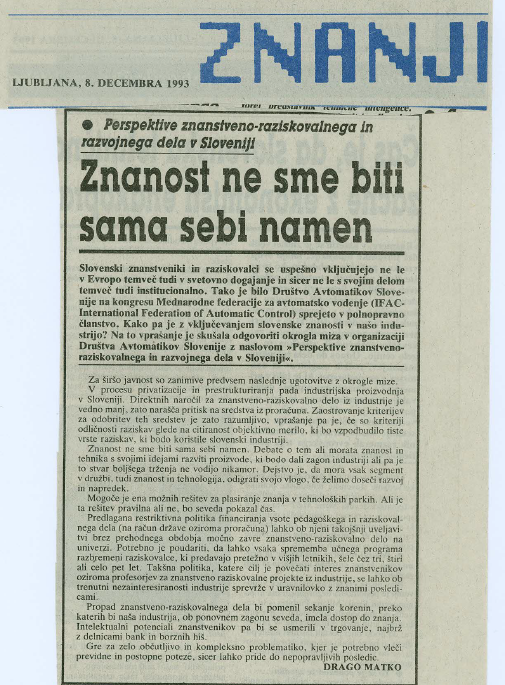 ZNANJ
LJUBLJANA, 8. DECEMBRA 1993
● Perspektive znanstveno-raziskovalnega in
razvojnega dela v Sloveniji
Znanost ne sme biti
sama sebi namen
Slovenski znanstveniki in raziskovalci se uspešno vključujejo ne le
v Evropo temveč tudi v svetovno dogajanje in sicer ne le s svojim delom
temveč tudi institucionalno. Tako je bilo Društvo Avtomatikov Slove-
nije na kongresu Mednarodne federacije za avtomatsko vodenje (IFAC-
International Federation of Automatic Control) sprejeto v polnopravno
članstvo. Kako pa je z vključevanjem slovenske znanosti v našo indu-
strijo? Na to vprašanje je skušala odgovoriti okrogla miza v organizaciji
Društva Avtomatikov Slovenije z naslovom »Perspektive znanstveno-
raziskovalnega in razvojnega dela v Sloveniji«.
Za širšo javnost so zanimive predvsem naslednje ugotovitve z okrogle mize.
V procesu privatizacije in prestrukturiranja pada industrijska proizvodnja
v Sloveniji. Direktnih naročil za znanstveno-raziskovalno delo iz industrije je
vedno manj, zato narašča pritisk na sredstva iz proračuna. Zaostrovanje kriterijev
za odobritev teh sredstev je zato razumljivo, vprašanje pa je, če so kriteriji
odličnosti raziskav glede na citiranost objektivno merilo, ki bo vzpodbudilo tiste
vrste raziskav, ki bodo koristile slovenski industriji.
Znanost ne sme biti sama sebi namen. Debate o tem ali morata znanost in
tehnika s svojimi idejami razviti proizvode, ki bodo dali zagon industriji ali pa je
to stvar boljšega trženja ne vodijo nikamor. Dejstvo je, da mora vsak segment
v družbi, tudi znanost in tehnologija, odigrati svojo vlogo, če želimo doseči razvoj
in napredek.
Mogoče je ena možnih rešitev za plasiranje znanja v tehnoloških parkih. Ali je
ta rešitev pravilna ali ne, bo seveda pokazal čas.
Predlagana restriktivna politika financiranja vsote pedagoškega in raziskoval-
nega dela (na račun države oziroma proračuna) lahko ob njeni takojšnji uveljavi-
tvi brez prehodnega obdobja močno zavre znanstveno-raziskovalno delo na
univerzi. Potrebno je poudariti, da lahko vsaka sprememba učnega programa
razbremeni raziskovalce, ki predavajo pretežno v višjih letnikih, šele čez tri, štiri
ali celo pet let. Takšna politika, katere cilj je povečati interes znanstvenikov
oziroma profesorjev za znanstveno raziskovalne projekte iz industrije, se lahko ob
trenutni nezainteresiranosti industrije sprevrže v uravnilovko z znanimi posledi-
cami.
Propad znanstveno-raziskovalnega dela bi pomenil sekanje korenin, preko
katerih bi naša industrija, ob ponovnem zagonu seveda, imela dostop do znanja.
Intelektualni potenciali znanstvenikov pa bi se usmerili v trgovanje, najbrž
z delnicami bank in borznih hiš.
Gre za zelo občutljivo in kompleksno problematiko, kjer je potrebno vleči
previdne in postopne poteze, sicer lahko pride do nepopravljivih posledic.
DRAGO MATKO